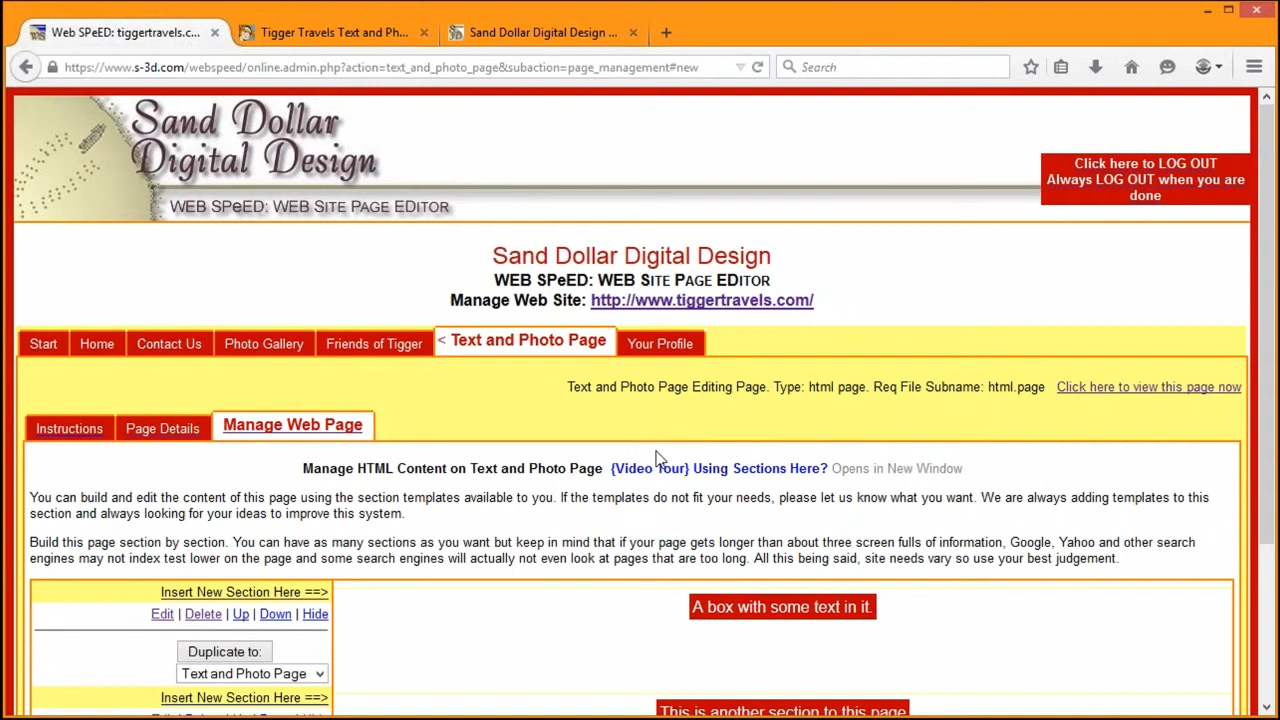 Web SPeED: tiggertravels.c...
Tigger Travels Text and Ph...
Sand Dollar Digital Design ...
https://www.s-3d.com/webspeed/online.admin.php?action=text_and_photo_page&subaction=page_management#new
Search
Sand Dollar
Digital Design
WEB SPeED: WEB SITE PAGE EDITOR
Click here to LOG OUT
Always LOG OUT when you are
done
Sand Dollar Digital Design
WEB SPeED: WEB SITE PAGE EDITOR
Manage Web Site: http://www.tiggertravels.com/
Start
Home
Contact Us
Photo Gallery
Friends of Tigger
< Text and Photo Page
Your Profile
Text and Photo Page Editing Page. Type: html page. Req File Subname: html.page Click here to view this page now
Instructions
Page Details
Manage Web Page
Manage HTML Content on Text and Photo Page {Video Tour} Using Sections Here? Opens in New Window
You can build and edit the content of this page using the section templates available to you. If the templates do not fit your needs, please let us know what you want. We are always adding templates to this
section and always looking for your ideas to improve this system.
Build this page section by section. You can have as many sections as you want but keep in mind that if your page gets longer than about three screen fulls of information, Google, Yahoo and other search
engines may not index test lower on the page and some search engines will actually not even look at pages that are too long. All this being said, site needs vary so use your best judgement.
Insert New Section Here ==>
Edit | Delete | Up | Down | Hide
A box with some text in it.
Duplicate to:
Text and Photo Page
Insert New Section Here ==>
This is another section to this page